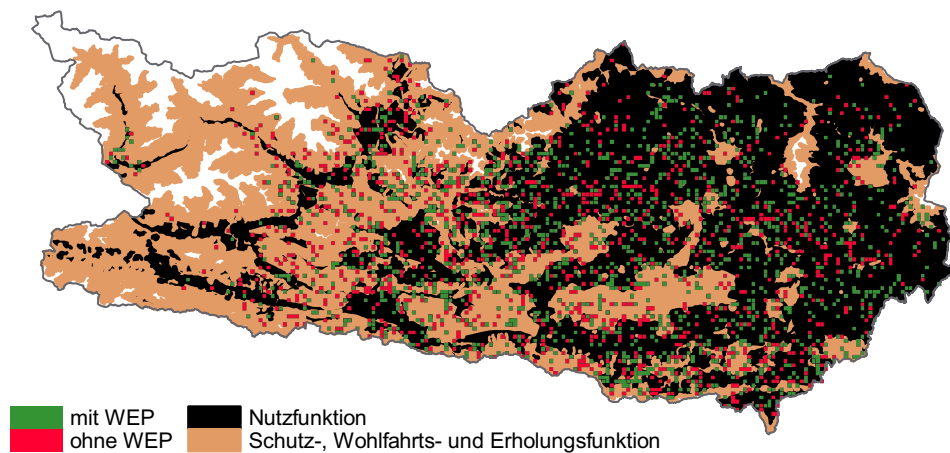 mit WEP
ohne WEP
Nutzfunktion
Schutz-, Wohlfahrts- und Erholungsfunktion